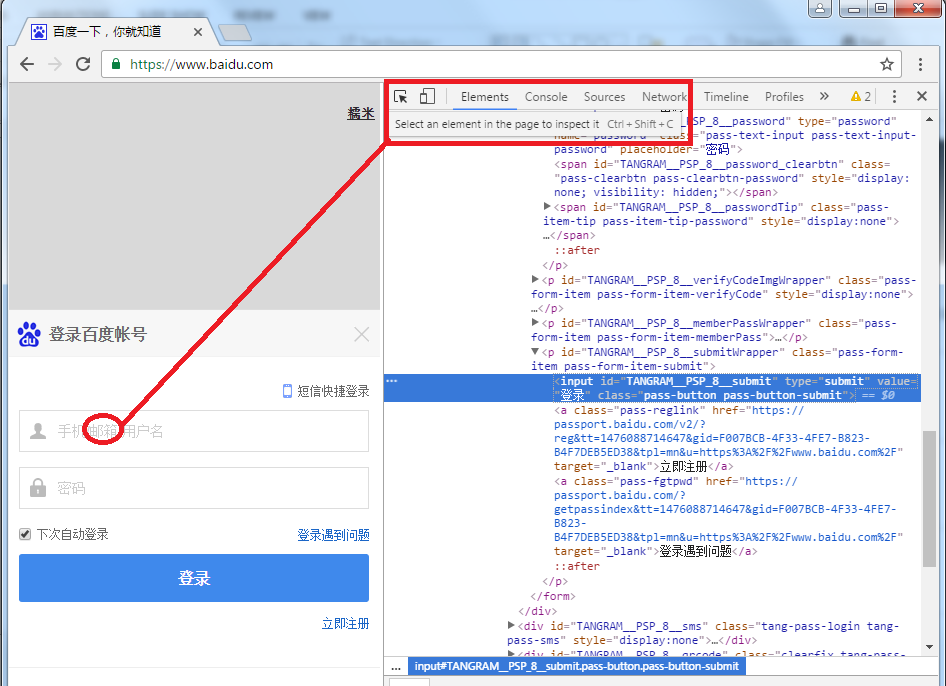 百度一下，你就知道
https://www.baidu.com
糯米
登录百度帐号
短信快捷登录
手机/邮箱/用户名
密码
下次自动登录
登录遇到问题
登录
立即注册
Elements Console Sources Network Timeline Profiles » 2
Select an element in the page to inspect it Ctrl + Shift + C
PSP_8__password" type="password"
name="password" class="pass-text-input pass-text-input-
password" placeholder="密码">
<span id="TANGRAM__PSP_8__password_clearbtn" class=
"pass-clearbtn pass-clearbtn-password" style="display:
none; visibility: hidden;"></span>
<span id="TANGRAM__PSP_8__passwordTip" class="pass-
item-tip pass-item-tip-password" style="display:none">
…</span>
::after
</p>
<p id="TANGRAM__PSP_8__verifyCodeImgWrapper" class="pass-
form-item pass-form-item-verifyCode" style="display:none">
…</p>
<p id="TANGRAM__PSP_8__memberPassWrapper" class="pass-
form-item pass-form-item-memberPass">…</p>
<p id="TANGRAM__PSP_8__submitWrapper" class="pass-form-
item pass-form-item-submit">
<input id="TANGRAM__PSP_8__submit" type="submit" value=
"登录" class="pass-button pass-button-submit"> == $0
<a class="pass-reglink" href="https://
passport.baidu.com/v2/?
reg&tt=1476088714647&gid=F007BCB-4F33-4FE7-B823-
B4F7DEB5ED38&tpl=mn&u=https%3A%2F%2Fwww.baidu.com%2F"
target="_blank">立即注册</a>
<a class="pass-fgtpwd" href="https://
passport.baidu.com/?
getpassindex&tt=1476088714647&gid=F007BCB-4F33-4FE7-
B823-
B4F7DEB5ED38&tpl=mn&u=https%3A%2F%2Fwww.baidu.com%2F"
target="_blank">登录遇到问题</a>
::after
</p>
</form>
</div>
<div id="TANGRAM__PSP_8__sms" class="tang-pass-login tang-
pass-sms" style="display:none">…</div>
<div id="TANGRAM__PSP_8__qrcode" class="clearfix tang-pass-
... input#TANGRAM__PSP_8__submit.pass-button.pass-button-submit